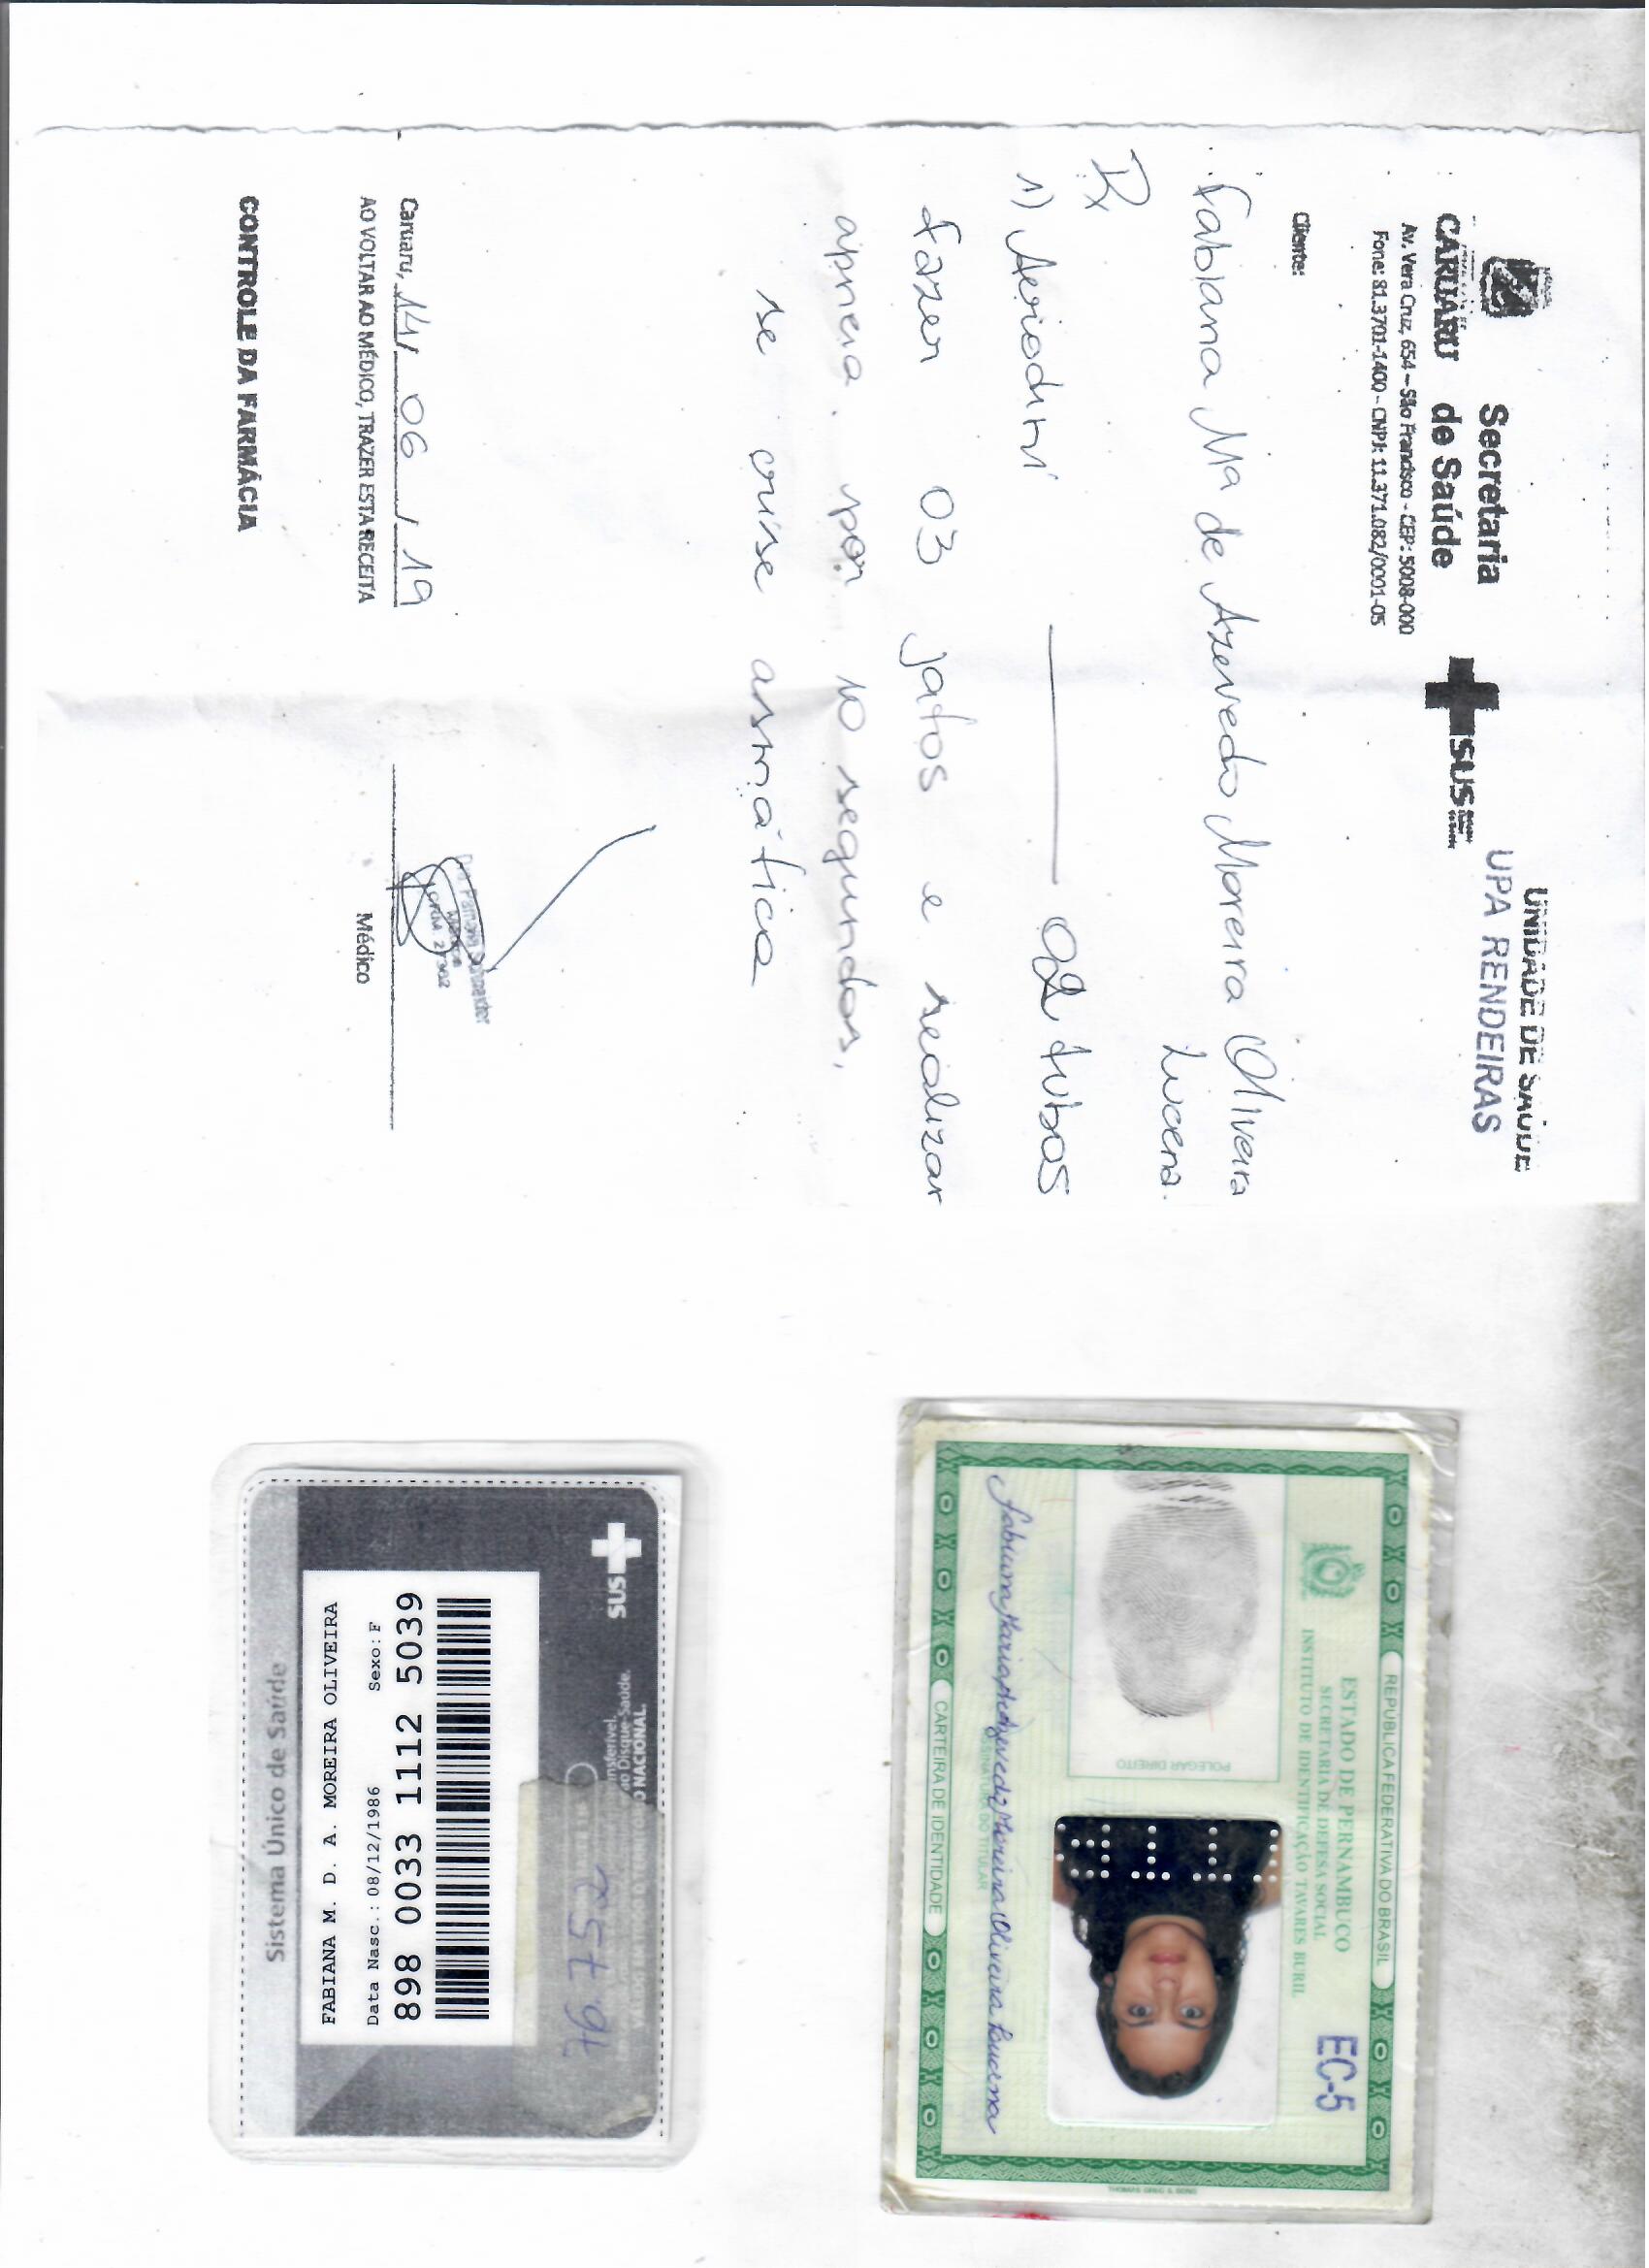 Secretaria
CARUARU de Saúde
SUS
UNIDADE DE SAÚDE
UPA RENDEIRAS
Av. Vera Cruz, 654 – São Francisco - CEP: 5008-000
Fone: 81.3701-1400 - CNPJ: 11.371.082/0001-05
Cliente:
Fabiana Ma de Azevedo Moreira Oliveira
Lucena.
Rx
1) Aerodini ——— 02 tubos
fazer 03 jatos e realizar
apneia por 10 segundos,
se crise asmática
Caruaru, 14/ 06 / 19
AO VOLTAR AO MÉDICO, TRAZER ESTA RECEITA
Médico
CONTROLE DA FARMÁCIA
REPÚBLICA FEDERATIVA DO BRASIL
ESTADO DE PERNAMBUCO
SECRETARIA DE DEFESA SOCIAL
INSTITUTO DE IDENTIFICAÇÃO TAVARES BURIL
EC-5
POLEGAR DIREITO
Fabiana Maria de Azevedo Moreira Oliveira Lucena
ASSINATURA DO TITULAR
CARTEIRA DE IDENTIDADE
Sistema Único de Saúde
FABIANA M. D. A. MOREIRA OLIVEIRA
Data Nasc.: 08/12/1986 Sexo: F
898 0033 1112 5039
SUS